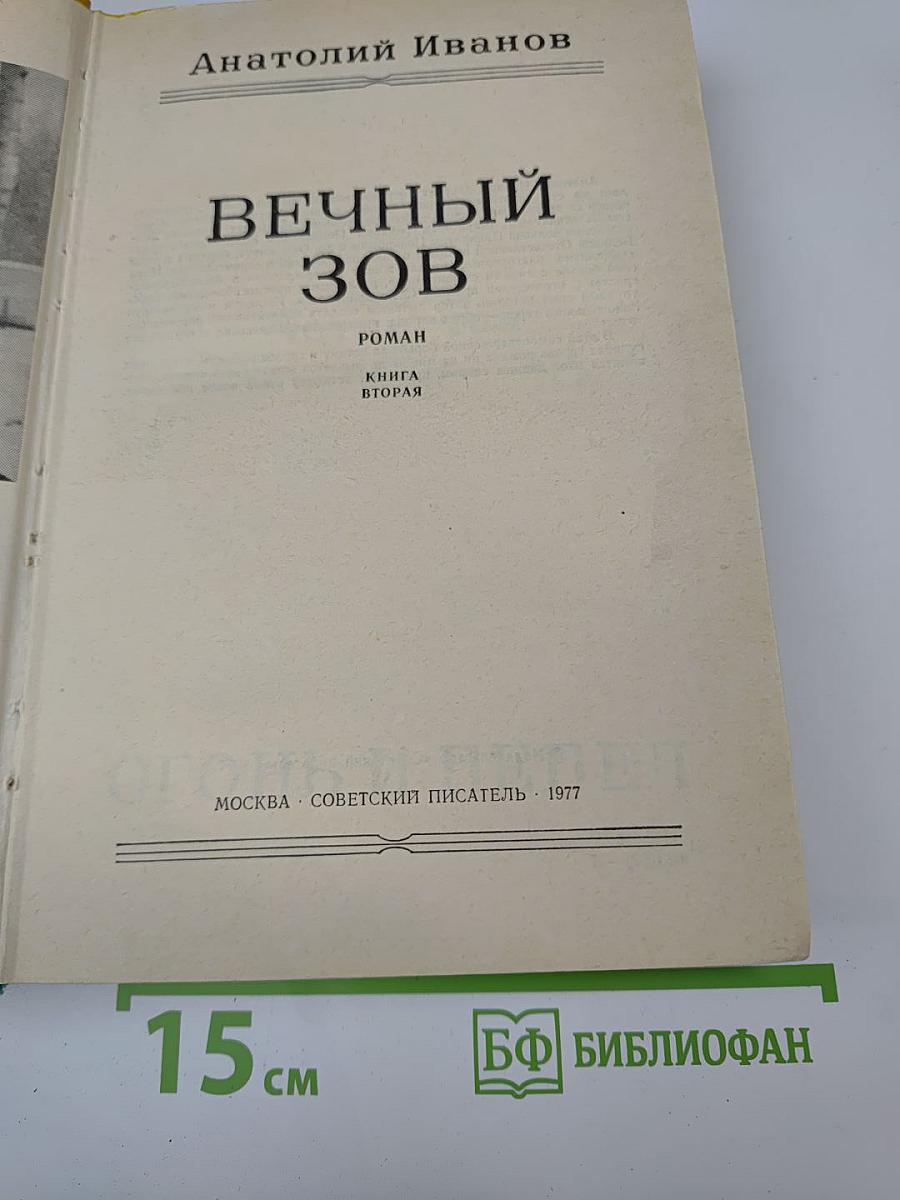 Анатолий Иванов
ВЕЧНЫЙ
ЗОВ
РОМАН
КНИГА
ВТОРАЯ
МОСКВА · СОВЕТСКИЙ ПИСАТЕЛЬ · 1977
15 см
БФ БИБЛИОФАН